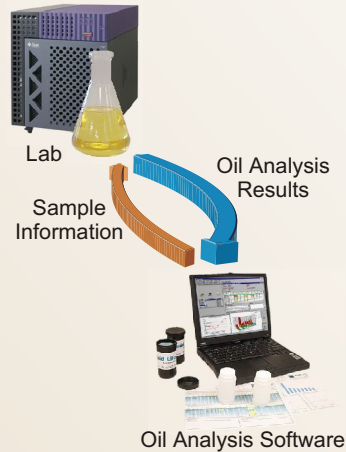 Lab
Oil Analysis
Results
Sample
Information
Oil Analysis Software